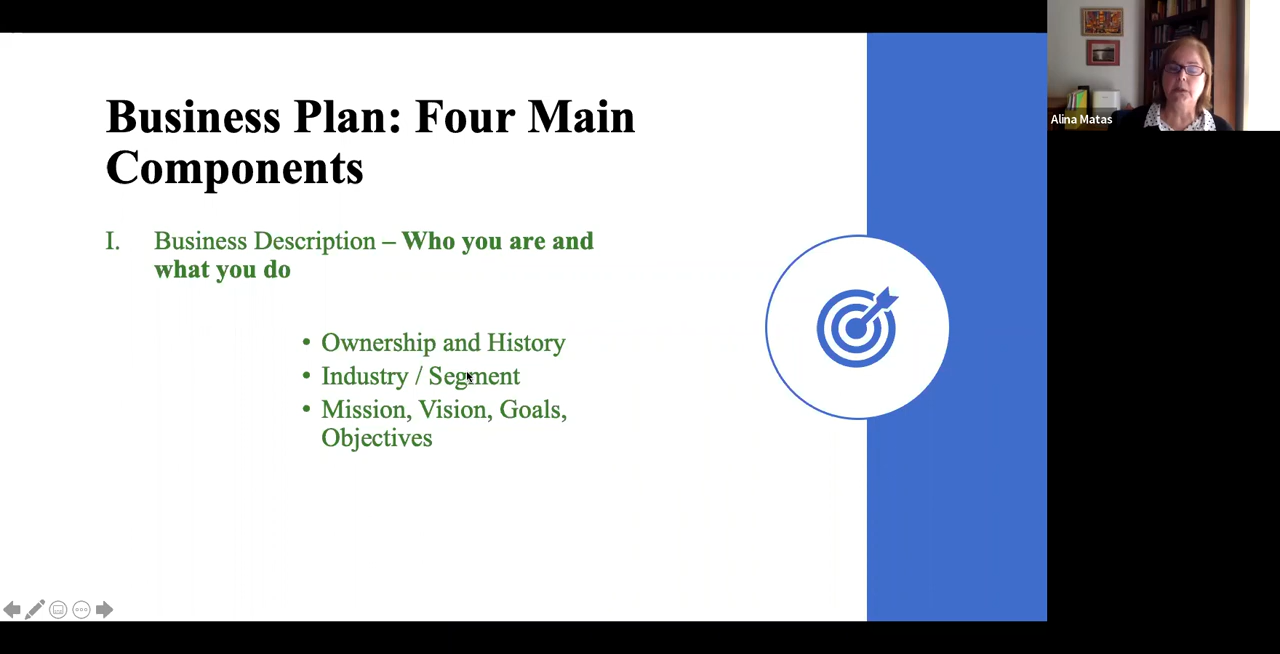 Business Plan: Four Main
Components
I. Business Description – Who you are and
what you do
• Ownership and History
• Industry / Segment
• Mission, Vision, Goals,
Objectives
Alina Matas